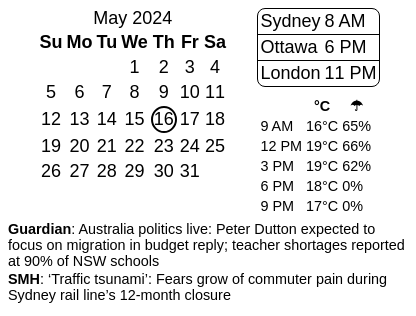 May 2024
Su Mo Tu We Th Fr Sa
1 2 3 4
5 6 7 8 9 10 11
12 13 14 15 16 17 18
19 20 21 22 23 24 25
26 27 28 29 30 31
Sydney 8 AM
Ottawa 6 PM
London 11 PM
°C ☂
9 AM 16°C 65%
12 PM 19°C 66%
3 PM 19°C 62%
6 PM 18°C 0%
9 PM 17°C 0%
Guardian: Australia politics live: Peter Dutton expected to
focus on migration in budget reply; teacher shortages reported
at 90% of NSW schools
SMH: ‘Traffic tsunami’: Fears grow of commuter pain during
Sydney rail line’s 12-month closure